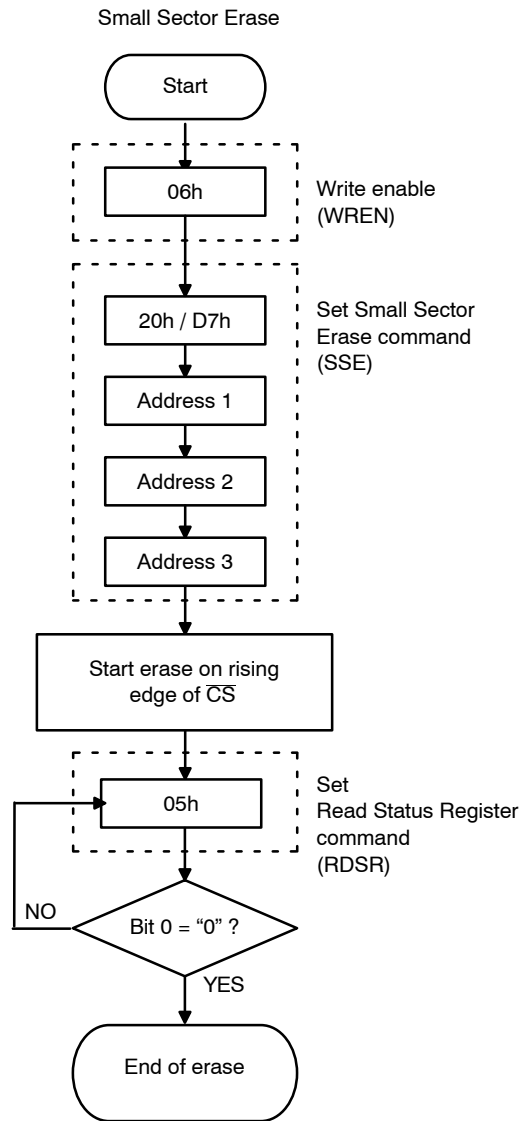 Small Sector Erase
Start
06h
Write enable
(WREN)
20h / D7h
Set Small Sector
Erase command
(SSE)
Address 1
Address 2
Address 3
Start erase on rising
edge of C̅S̅
05h
Set
Read Status Register
command
(RDSR)
NO
Bit 0 = “0” ?
YES
End of erase